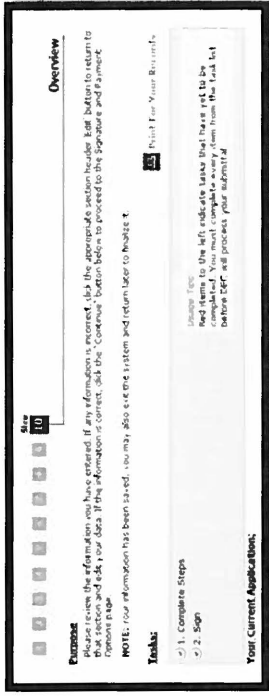 Step
10
Overview
Purpose
Please review the information you have entered. If any information is incorrect, click the appropriate section header Edit button to return to
that section and edit your data. If the information is correct, click the "Continue" button below to proceed to the Signature and Payment
Options page.
NOTE: Your information has been saved. You may also exit the system and return later to finalize it.
Tasks:
Print For Your Records
1. Complete Steps
2. Sign
Usage Tip:
Red items to the left indicate tasks that have yet to be
completed. You must complete every item from the task list
before DEC will process your submittal
Your Current Application: